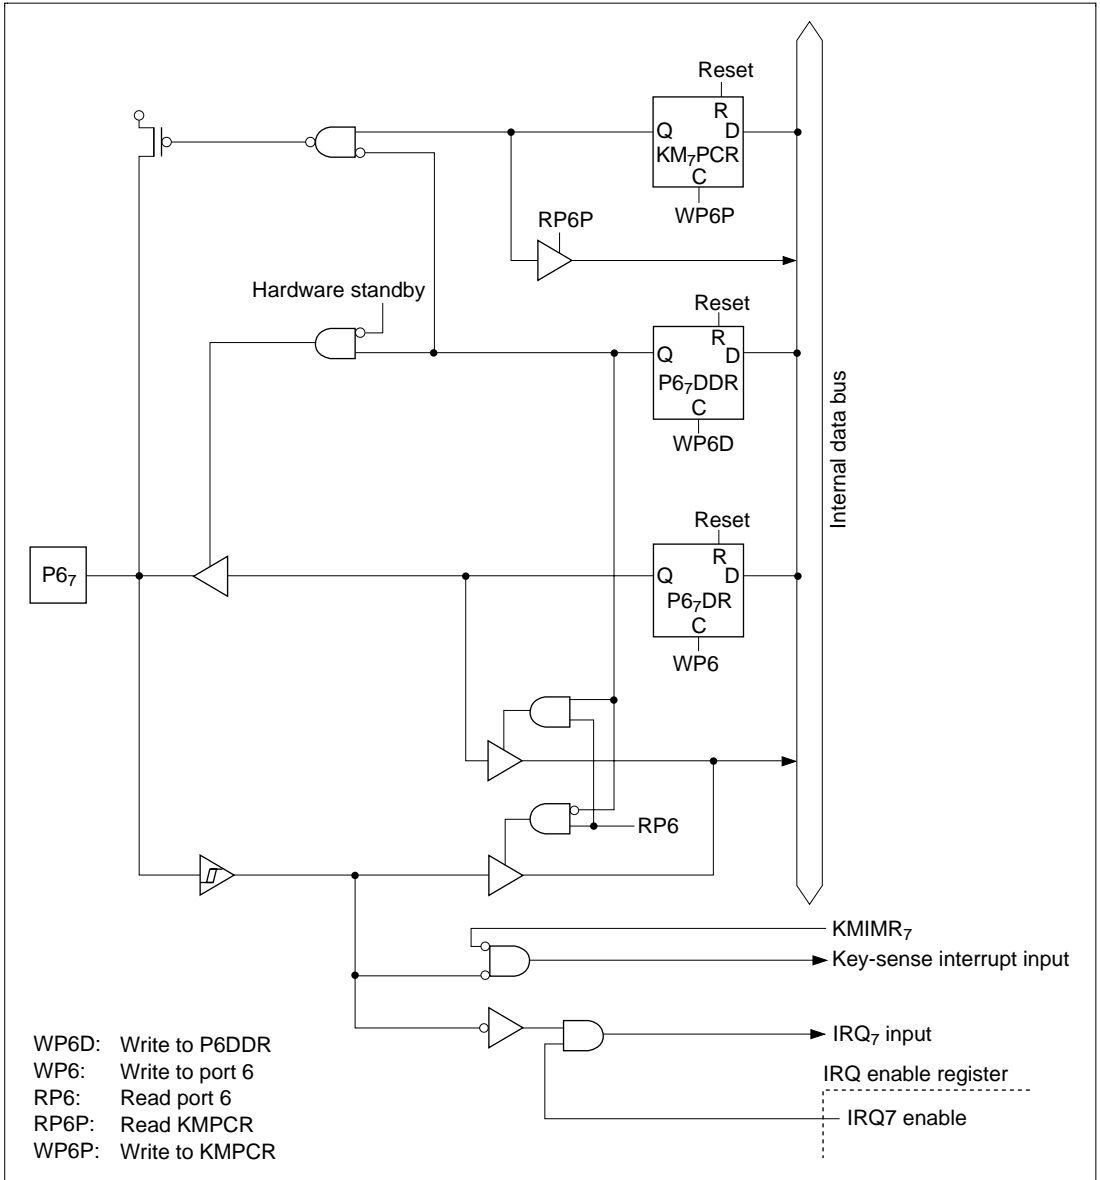 Reset
R
Q D
KM₇PCR
C
WP6P
RP6P
Hardware standby
Reset
R
Q D
P6₇DDR
C
WP6D
Internal data bus
Reset
R
Q D
P6₇DR
C
WP6
P6₇
RP6
KMIMR₇
Key-sense interrupt input
IRQ₇ input
IRQ enable register
IRQ7 enable
WP6D: Write to P6DDR
WP6: Write to port 6
RP6: Read port 6
RP6P: Read KMPCR
WP6P: Write to KMPCR